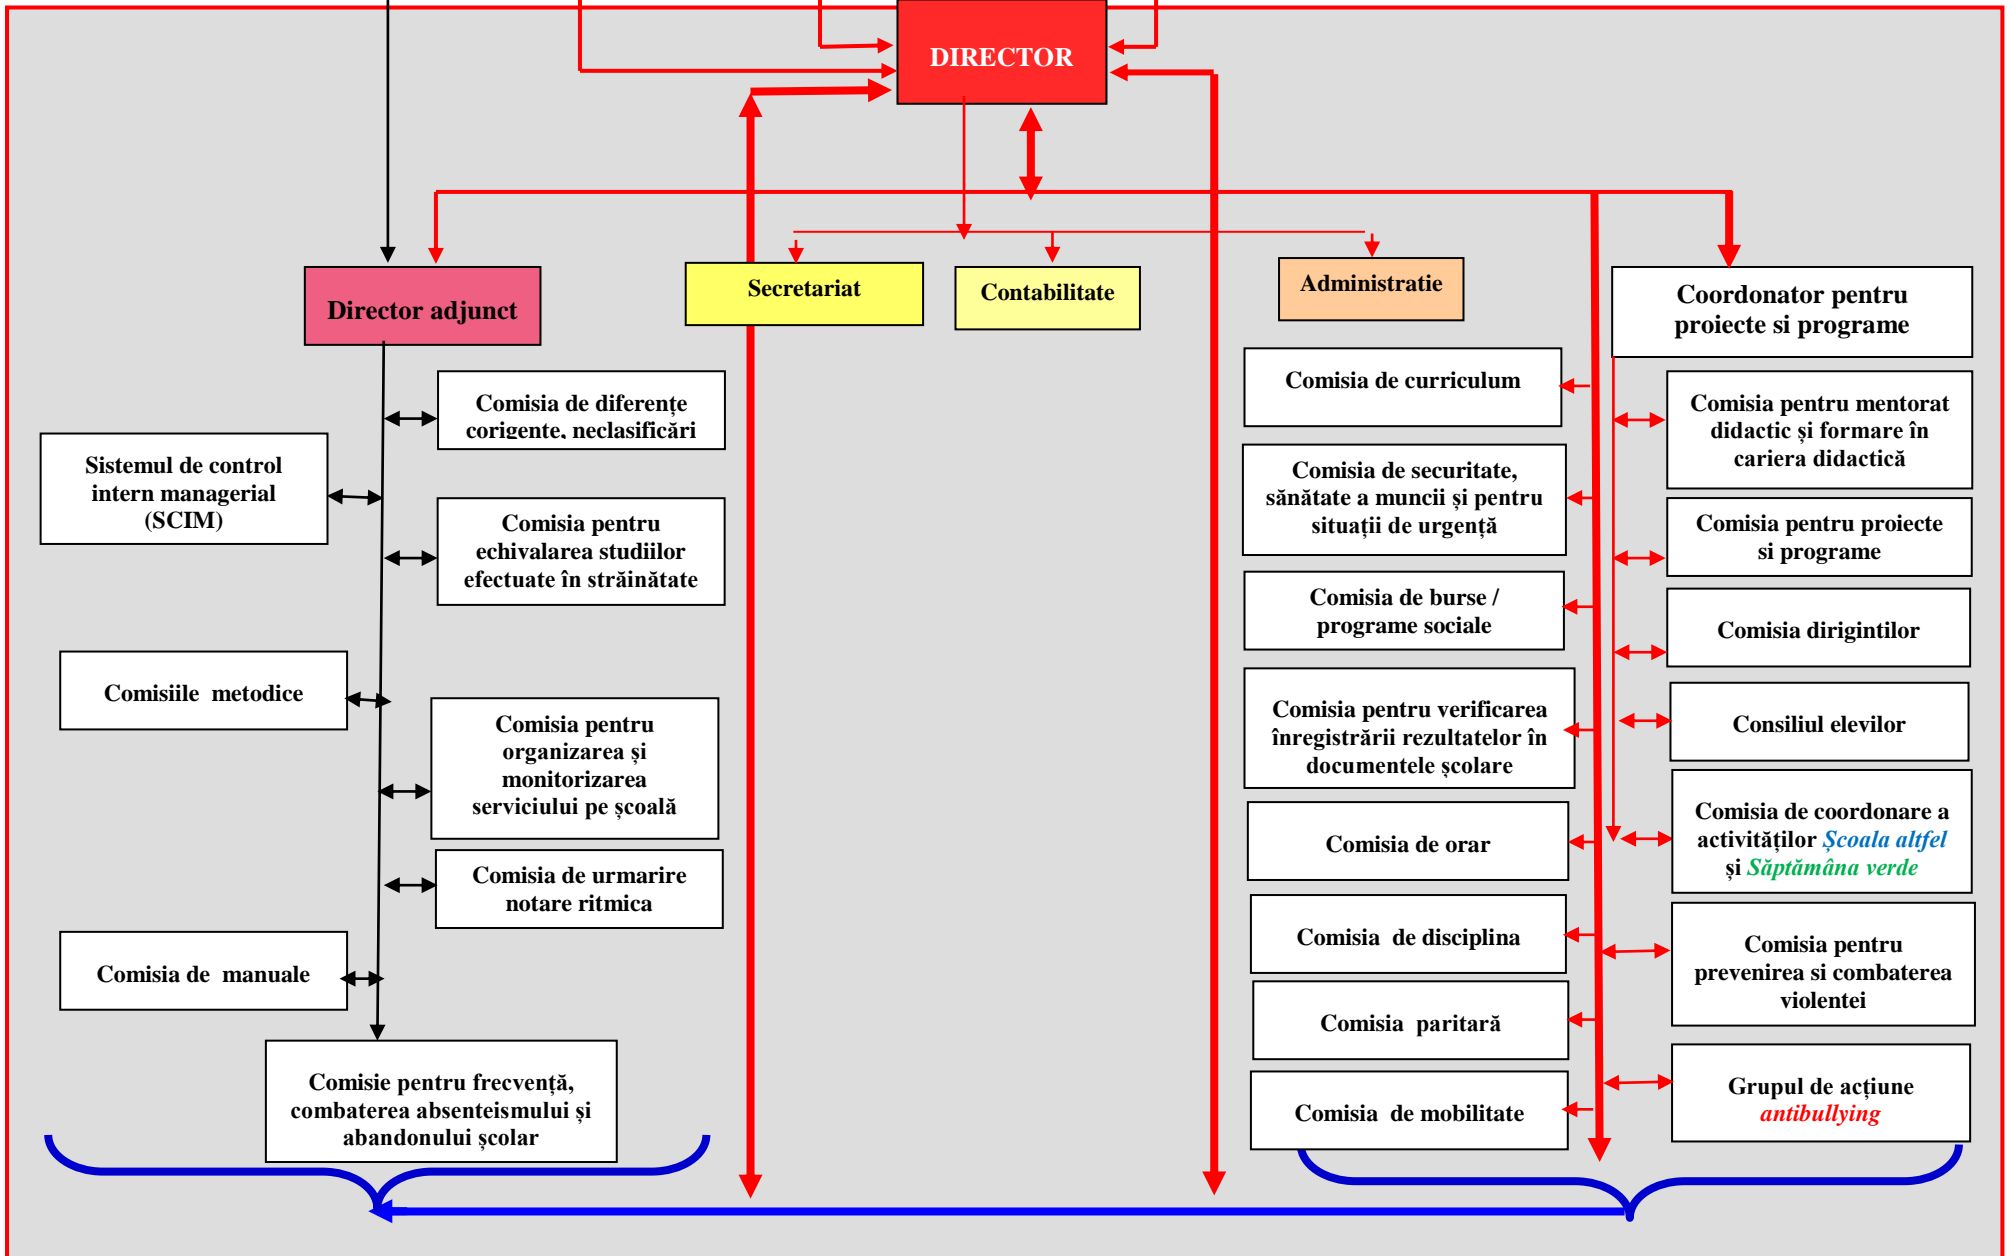 DIRECTOR
Director adjunct
Secretariat
Contabilitate
Administratie
Coordonator pentru
proiecte si programe
Comisia de diferențe
corigente, neclasificări
Sistemul de control
intern managerial
(SCIM)
Comisia pentru
echivalarea studiilor
efectuate în străinătate
Comisiile metodice
Comisia pentru
organizarea și
monitorizarea
serviciului pe școală
Comisia de urmarire
notare ritmica
Comisia de manuale
Comisie pentru frecvență,
combaterea absenteismului și
abandonului școlar
Comisia de curriculum
Comisia de securitate,
sănătate a muncii și pentru
situații de urgență
Comisia de burse /
programe sociale
Comisia pentru verificarea
înregistrării rezultatelor în
documentele școlare
Comisia de orar
Comisia de disciplina
Comisia paritară
Comisia de mobilitate
Comisia pentru mentorat
didactic și formare în
cariera didactică
Comisia pentru proiecte
si programe
Comisia dirigintilor
Consiliul elevilor
Comisia de coordonare a
activităților Școala altfel
și Săptămâna verde
Comisia pentru
prevenirea si combaterea
violentei
Grupul de acțiune
antibullying